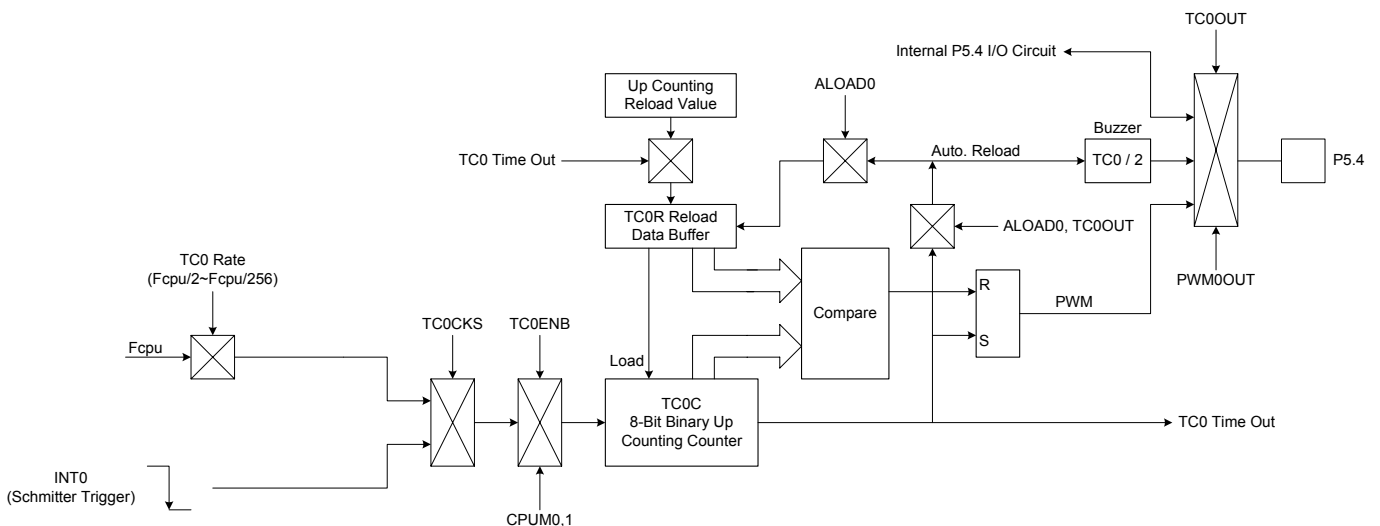 TC0OUT
Internal P5.4 I/O Circuit
Up Counting
Reload Value
ALOAD0
Buzzer
TC0 Time Out
Auto. Reload
TC0 / 2
P5.4
TC0R Reload
Data Buffer
ALOAD0, TC0OUT
TC0 Rate
(Fcpu/2~Fcpu/256)
PWM0OUT
R
PWM
Compare
TC0CKS
TC0ENB
S
Fcpu
Load
TC0C
8-Bit Binary Up
Counting Counter
TC0 Time Out
INT0
(Schmitter Trigger)
CPUM0,1